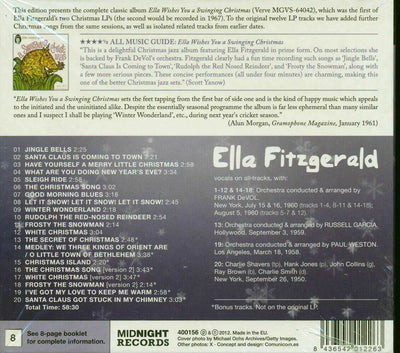 This edition presents the complete classic album Ella Wishes You a Swinging Christmas (Verve MGVS-64042), which was the first of
Ella Fitzgerald's two Christmas LPs (the second would be recorded in 1967). To the original twelve LP tracks we have added further
Christmas songs from the same sessions, as well as isolated related tracks from earlier dates.
★★★★½ ALL MUSIC GUIDE: Ella Wishes You a Swinging Christmas
"This is a delightful Christmas jazz album featuring Ella Fitzgerald in prime form. On most selections she
is backed by Frank DeVol's orchestra. Fitzgerald clearly had a fun time recording such songs as 'Jingle Bells',
'Santa Claus Is Coming to Town', 'Rudolph the Red Nosed Reindeer', and 'Frosty the Snowman,' along with
a few more serious pieces. These concise performances (all under four minutes) are charming, making this
one of the better Christmas jazz sets." (Scott Yanow)
"Ella Wishes You a Swinging Christmas sets the feet tapping from the first bar of side one and is the kind of happy music which appeals
to the initiated and the uninitiated alike. Despite the essentially seasonal programme the album is far less ephemeral than many similar
ones and I suspect I shall be playing 'Winter Wonderland', etc., during next year's cricket season."
(Alun Morgan, Gramophone Magazine, January 1961)
01 JINGLE BELLS 2:25
02 SANTA CLAUS IS COMING TO TOWN 2:25
03 HAVE YOURSELF A MERRY LITTLE CHRISTMAS 2:58
04 WHAT ARE YOU DOING NEW YEAR'S EVE? 3:34
05 SLEIGH RIDE 2:58
06 THE CHRISTMAS SONG 3:02
07 GOOD MORNING BLUES 3:18
08 LET IT SNOW! LET IT SNOW! LET IT SNOW! 2:45
09 WINTER WONDERLAND 2:19
10 RUDOLPH THE RED-NOSED REINDEER 2:54
11 FROSTY THE SNOWMAN 2:14
12 WHITE CHRISTMAS 3:04
13 THE SECRET OF CHRISTMAS 2:48*
14 MEDLEY: WE THREE KINGS OF ORIENT ARE
/ O LITTLE TOWN OF BETHLEHEM 3:38*
15 CHRISTMAS ISLAND 2:20*
16 THE CHRISTMAS SONG [version 2] 3:43*
17 WHITE CHRISTMAS [version 2] 3:47*
18 FROSTY THE SNOWMAN [version 2] 2:14*
19 I'VE GOT MY LOVE TO KEEP ME WARM 2:58*
20 SANTA CLAUS GOT STUCK IN MY CHIMNEY 3:03*
Total Time: 58:30
Ella Fitzgerald
vocals on all tracks, with:
1-12 & 14-18: Orchestra conducted & arranged by
FRANK DeVOL.
New York, July 15 & 16, 1960 (tracks 1-4, 8-11 & 14-18);
August 5, 1960 (tracks 5-7 & 12).
13: Orchestra conducted & arranged by RUSSELL GARCIA.
Hollywood, September 3, 1959.
19: Orchestra conducted & arranged by PAUL WESTON.
Los Angeles, March 18, 1958.
20: Charlie Shavers (tp), Hank Jones (p), John Collins (g),
Ray Brown (b), Charlie Smith (d).
New York, September 26, 1950.
*Bonus tracks. Not on the original LP.
8
See 8-page booklet
for complete information.
MIDNIGHT
RECORDS
400156 ℗ & © 2012, Made in the EU.
Cover photo by Michael Ochs Archives/Getty Images.
Other photos: X · Concept and design: Comunicom.es
8 436542 012263